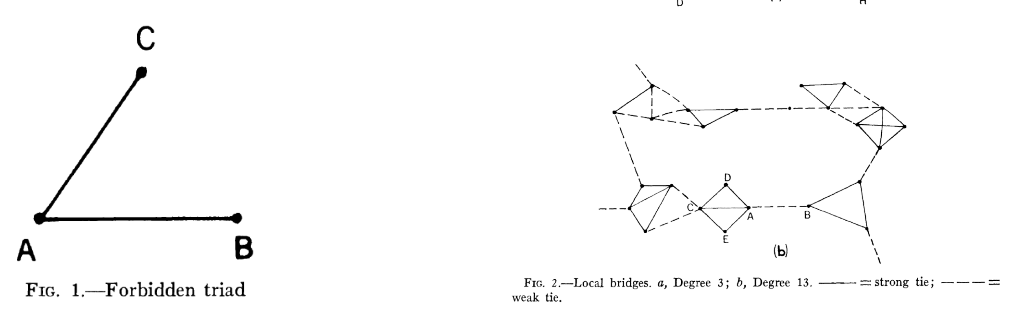 D
H
C
A
B
FIG. 1.—Forbidden triad
D
C
A
B
E
(b)
FIG. 2.—Local bridges. a, Degree 3; b, Degree 13. ——— = strong tie; — — — =
weak tie.